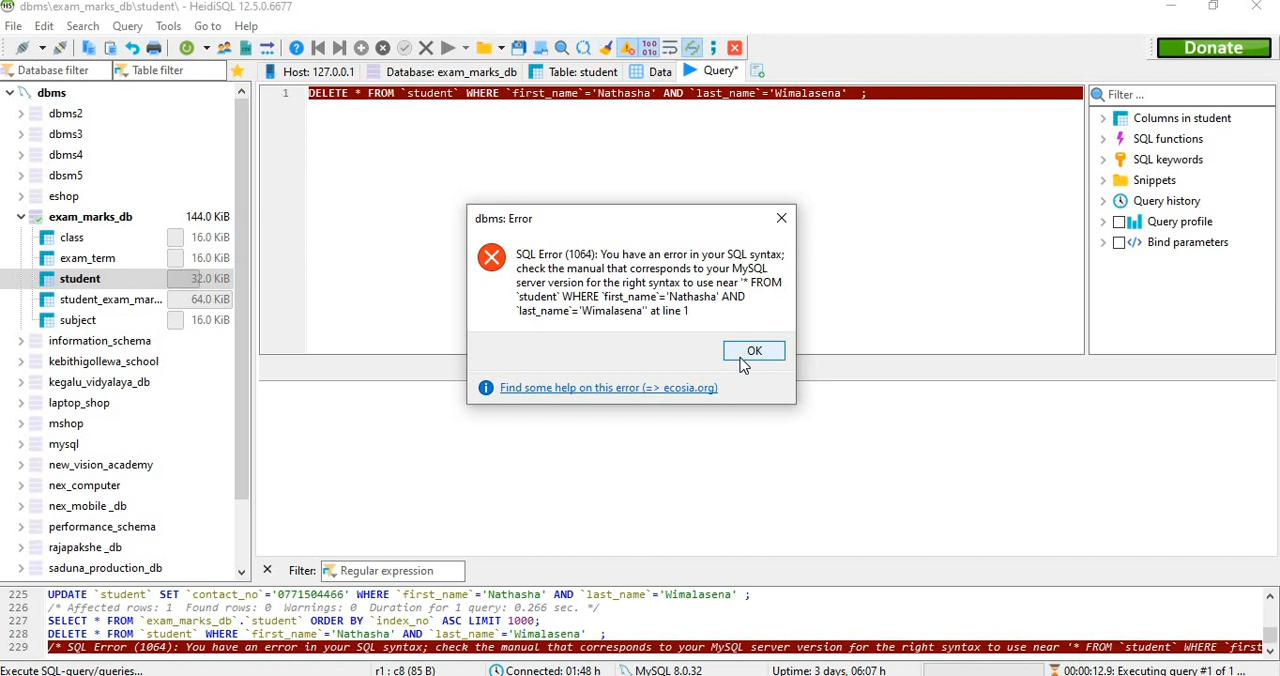 dbms\exam_marks_db\student\ - HeidiSQL 12.5.0.6677
File Edit Search Query Tools Go to Help
Donate
Database filter Table filter Host: 127.0.0.1 Database: exam_marks_db Table: student Data Query*
dbms
dbms2
dbms3
dbms4
dbsm5
eshop
exam_marks_db 144.0 KiB
class 16.0 KiB
exam_term 16.0 KiB
student 32.0 KiB
student_exam_mar... 64.0 KiB
subject 16.0 KiB
information_schema
kebithigollewa_school
kegalu_vidyalaya_db
laptop_shop
mshop
mysql
new_vision_academy
nex_computer
nex_mobile _db
performance_schema
rajapakshe _db
saduna_production_db
1 DELETE * FROM `student` WHERE `first_name`='Nathasha' AND `last_name`='Wimalasena' ;
Filter ...
Columns in student
SQL functions
SQL keywords
Snippets
Query history
Query profile
Bind parameters
dbms: Error
SQL Error (1064): You have an error in your SQL syntax;
check the manual that corresponds to your MySQL
server version for the right syntax to use near '* FROM
`student` WHERE `first_name`='Nathasha' AND
`last_name`='Wimalasena'' at line 1
OK
Find some help on this error (=> ecosia.org)
Filter: Regular expression
225 UPDATE `student` SET `contact_no`='0771504466' WHERE `first_name`='Nathasha' AND `last_name`='Wimalasena' ;
226 /* Affected rows: 1 Found rows: 0 Warnings: 0 Duration for 1 query: 0.266 sec. */
227 SELECT * FROM `exam_marks_db`.`student` ORDER BY `index_no` ASC LIMIT 1000;
228 DELETE * FROM `student` WHERE `first_name`='Nathasha' AND `last_name`='Wimalasena' ;
229 /* SQL Error (1064): You have an error in your SQL syntax; check the manual that corresponds to your MySQL server version for the right syntax to use near '* FROM `student` WHERE `first
Execute SQL-query/queries... r1 : c8 (85 B) Connected: 01:48 h MySQL 8.0.32 Uptime: 3 days, 06:07 h 00:00:12.9: Executing query #1 of 1 ...